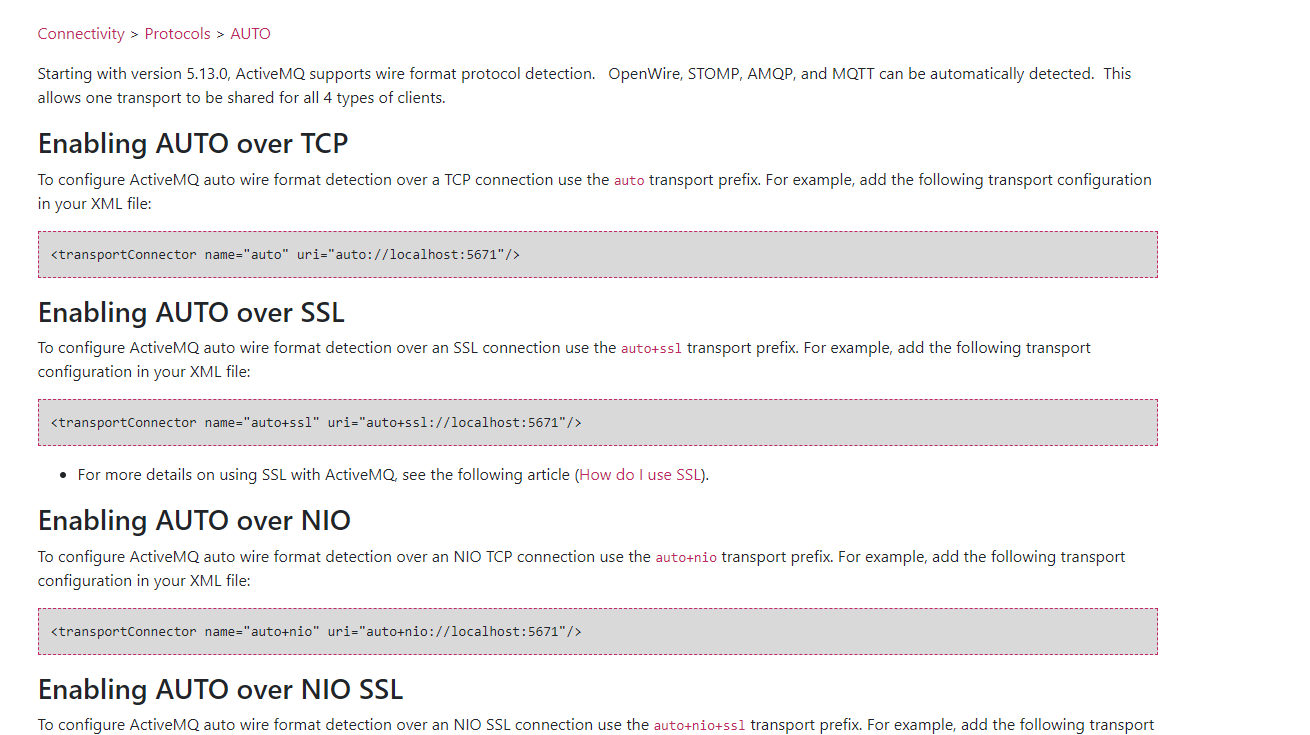 Connectivity > Protocols > AUTO
Starting with version 5.13.0, ActiveMQ supports wire format protocol detection.   OpenWire, STOMP, AMQP, and MQTT can be automatically detected.  This
allows one transport to be shared for all 4 types of clients.
Enabling AUTO over TCP
To configure ActiveMQ auto wire format detection over a TCP connection use the auto transport prefix. For example, add the following transport configuration
in your XML file:
<transportConnector name="auto" uri="auto://localhost:5671"/>
Enabling AUTO over SSL
To configure ActiveMQ auto wire format detection over an SSL connection use the auto+ssl transport prefix. For example, add the following transport
configuration in your XML file:
<transportConnector name="auto+ssl" uri="auto+ssl://localhost:5671"/>
• For more details on using SSL with ActiveMQ, see the following article (How do I use SSL).
Enabling AUTO over NIO
To configure ActiveMQ auto wire format detection over an NIO TCP connection use the auto+nio transport prefix. For example, add the following transport
configuration in your XML file:
<transportConnector name="auto+nio" uri="auto+nio://localhost:5671"/>
Enabling AUTO over NIO SSL
To configure ActiveMQ auto wire format detection over an NIO SSL connection use the auto+nio+ssl transport prefix. For example, add the following transport